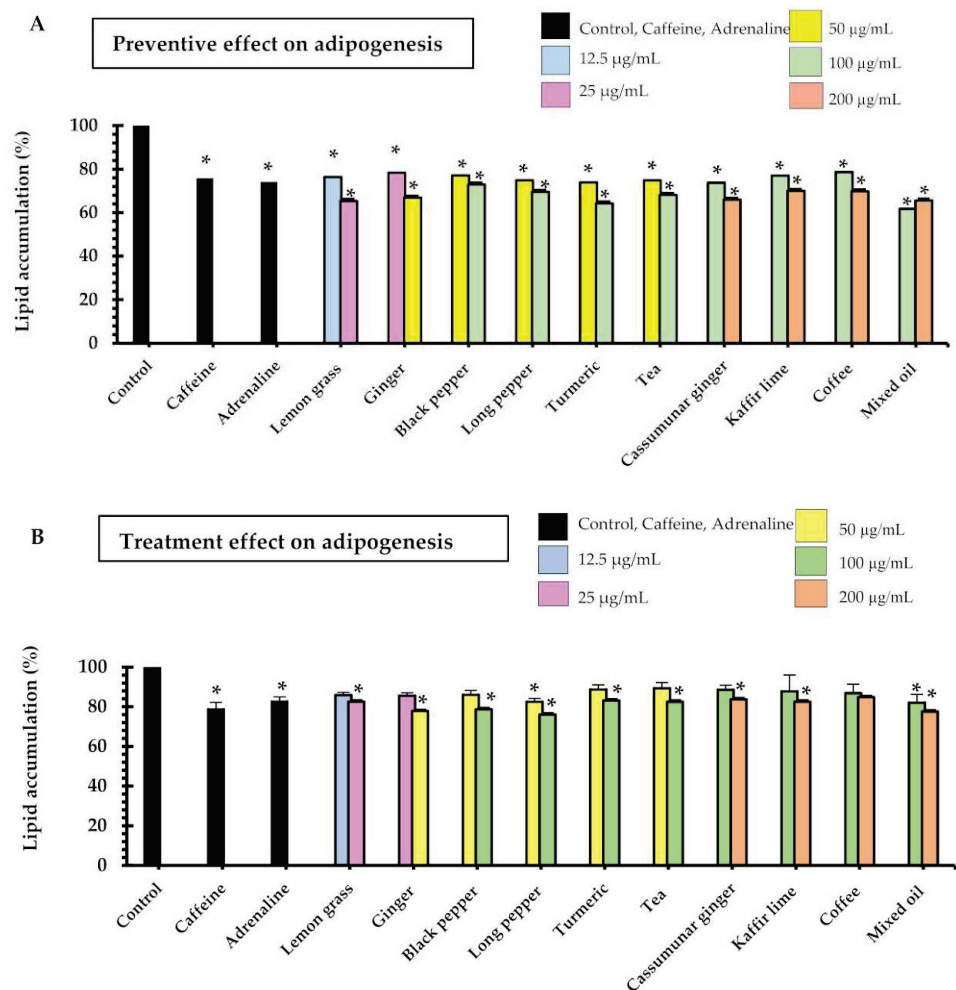 A
Preventive effect on adipogenesis
Control, Caffeine, Adrenaline
12.5 µg/mL
25 µg/mL
50 µg/mL
100 µg/mL
200 µg/mL
Lipid accumulation (%)
100
80
60
40
20
0
* * * * * * * * * * * * * * * * * * * * * *
Control
Caffeine
Adrenaline
Lemon grass
Ginger
Black pepper
Long pepper
Turmeric
Tea
Cassumunar ginger
Kaffir lime
Coffee
Mixed oil
B
Treatment effect on adipogenesis
Control, Caffeine, Adrenaline
12.5 µg/mL
25 µg/mL
50 µg/mL
100 µg/mL
200 µg/mL
Lipid accumulation (%)
100
80
60
40
20
0
* * * * * * * * * * * * *
Control
Caffeine
Adrenaline
Lemon grass
Ginger
Black pepper
Long pepper
Turmeric
Tea
Cassumunar ginger
Kaffir lime
Coffee
Mixed oil